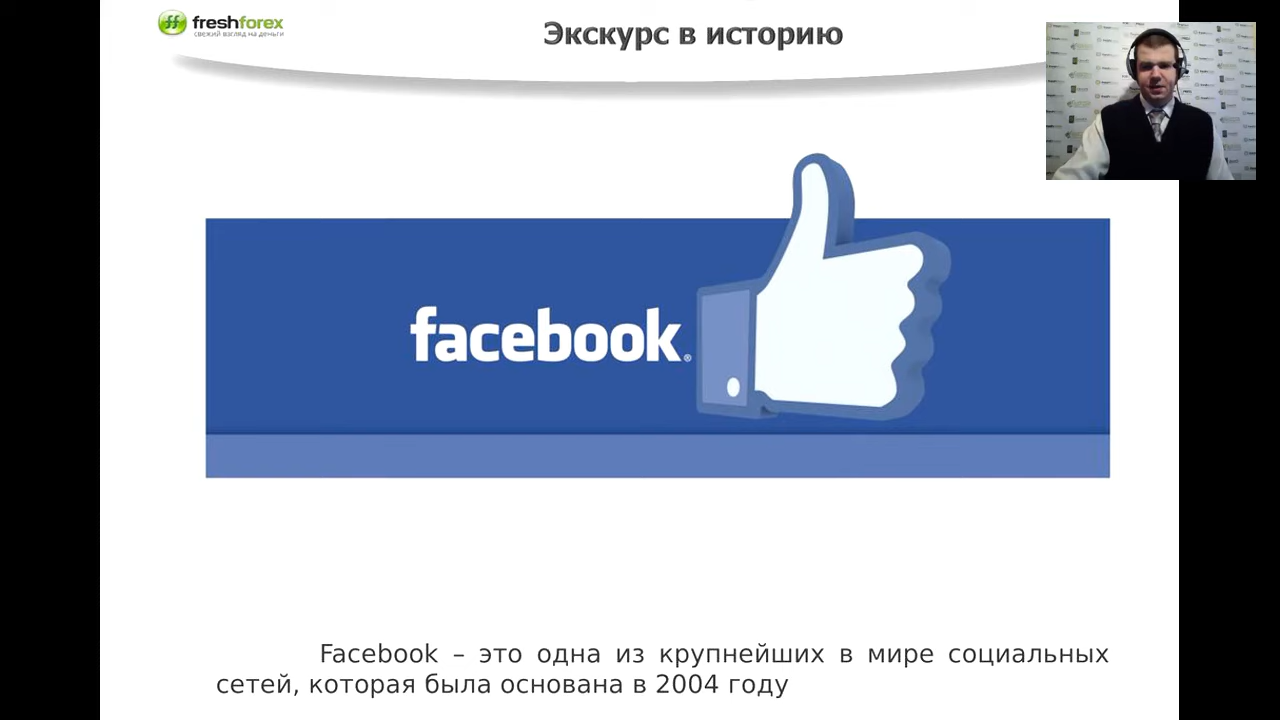 freshforex
свежий взгляд на деньги
Экскурс в историю
facebook®
Facebook – это одна из крупнейших в мире социальных
сетей, которая была основана в 2004 году